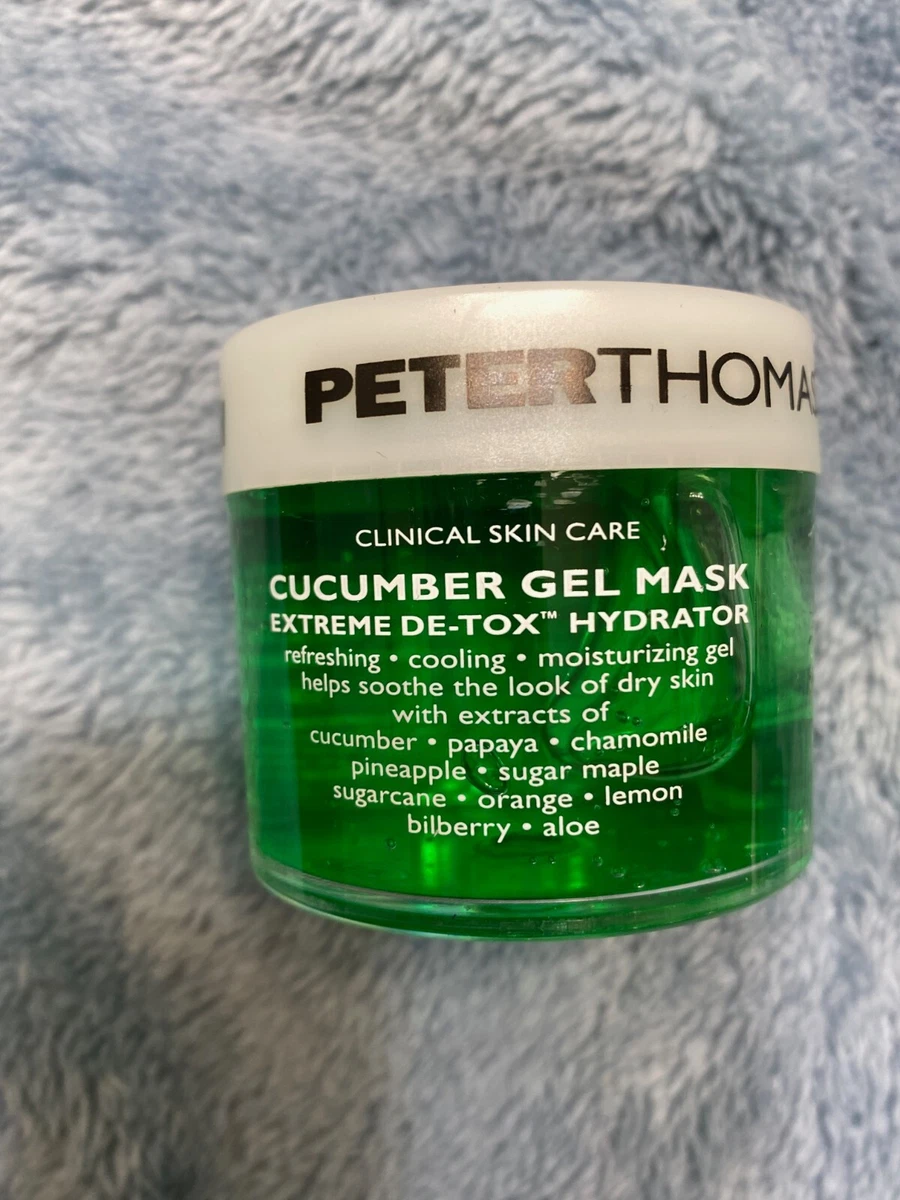 PETERTHOMAS
CLINICAL SKIN CARE
CUCUMBER GEL MASK
EXTREME DE-TOX™ HYDRATOR
refreshing • cooling • moisturizing gel
helps soothe the look of dry skin
with extracts of
cucumber • papaya • chamomile
pineapple • sugar maple
sugarcane • orange • lemon
bilberry • aloe